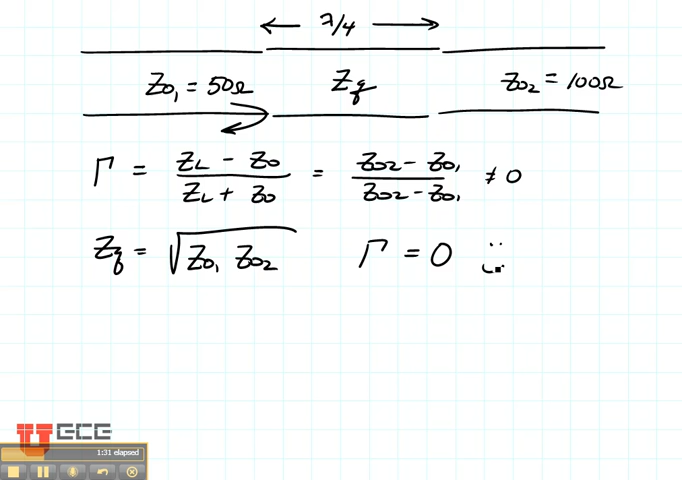 λ/4
Z₀₁ = 50Ω Zq Z₀₂ = 100Ω
Γ = (ZL - Z0)/(ZL + Z0) = (Z02 - Z0₁)/(Z02 - Z0₁) ≠ 0
Zq = √(Z0₁ Z02) Γ = 0
U ECE
1:31 elapsed